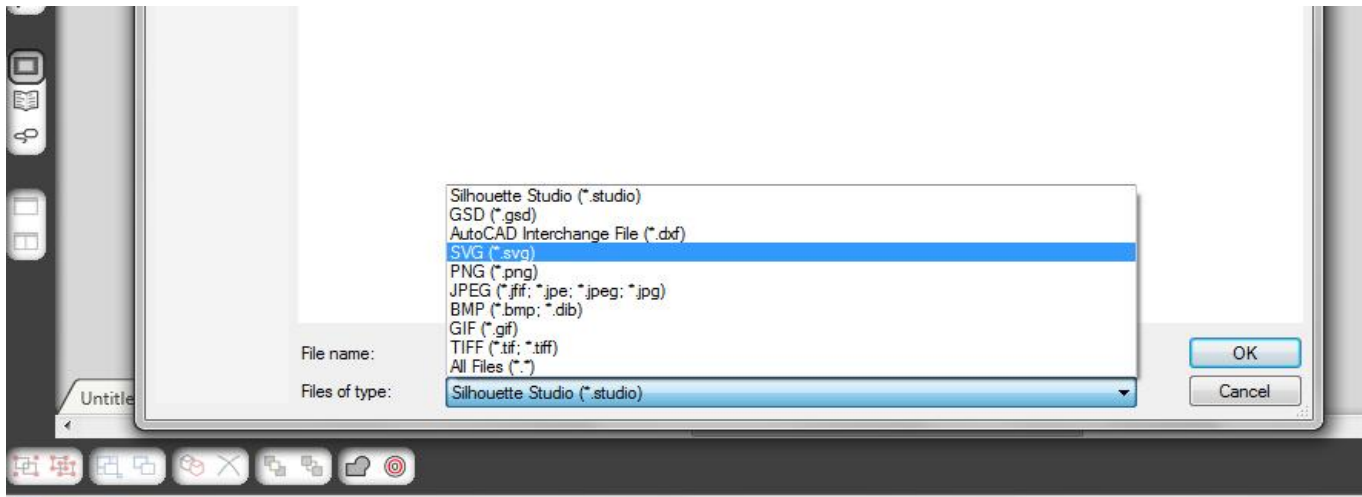 Silhouette Studio (*.studio)
GSD (*.gsd)
AutoCAD Interchange File (*.dxf)
SVG (*.svg)
PNG (*.png)
JPEG (*.jfif; *.jpe; *.jpeg; *.jpg)
BMP (*.bmp; *.dib)
GIF (*.gif)
TIFF (*.tif; *.tiff)
All Files (*.*)
File name:
OK
Files of type:
Silhouette Studio (*.studio)
Cancel
Untitle